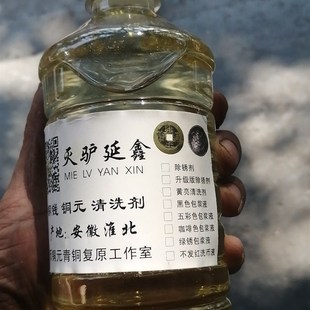 灭驴延鑫
MIE LV YAN XIN
钱 铜元 清洗剂
产地：安徽淮北
铜元青铜复原工作室
除锈剂
升级版除锈剂
黄亮清洗剂
黑色包浆液
五彩色包浆液
咖啡色包浆液
绿锈包浆液
不发红洗币液